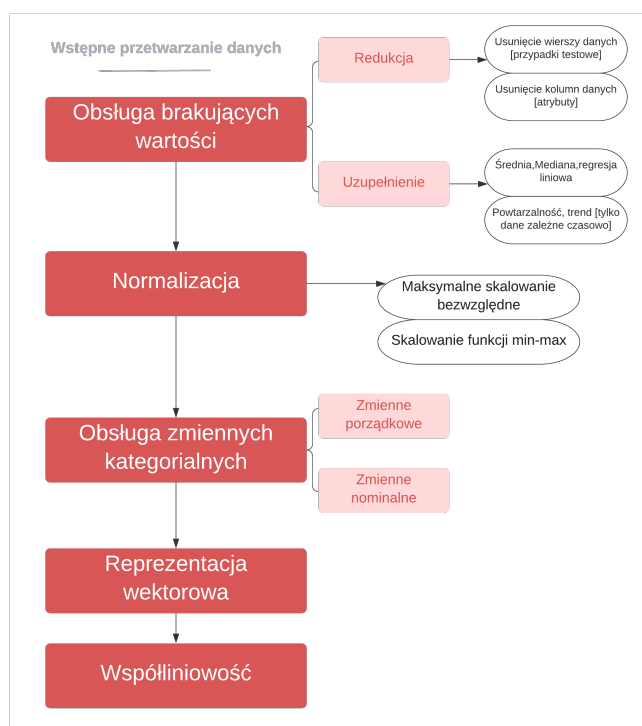 Wstępne przetwarzanie danych
Obsługa brakujących
wartości
Redukcja
Usunięcie wierszy danych
[przypadki testowe]
Usunięcie kolumn danych
[atrybuty]
Uzupełnienie
Średnia,Mediana,regresja
liniowa
Powtarzalność, trend [tylko
dane zależne czasowo]
Normalizacja
Maksymalne skalowanie
bezwzględne
Skalowanie funkcji min-max
Obsługa zmiennych
kategorialnych
Zmienne
porządkowe
Zmienne
nominalne
Reprezentacja
wektorowa
Współliniowość